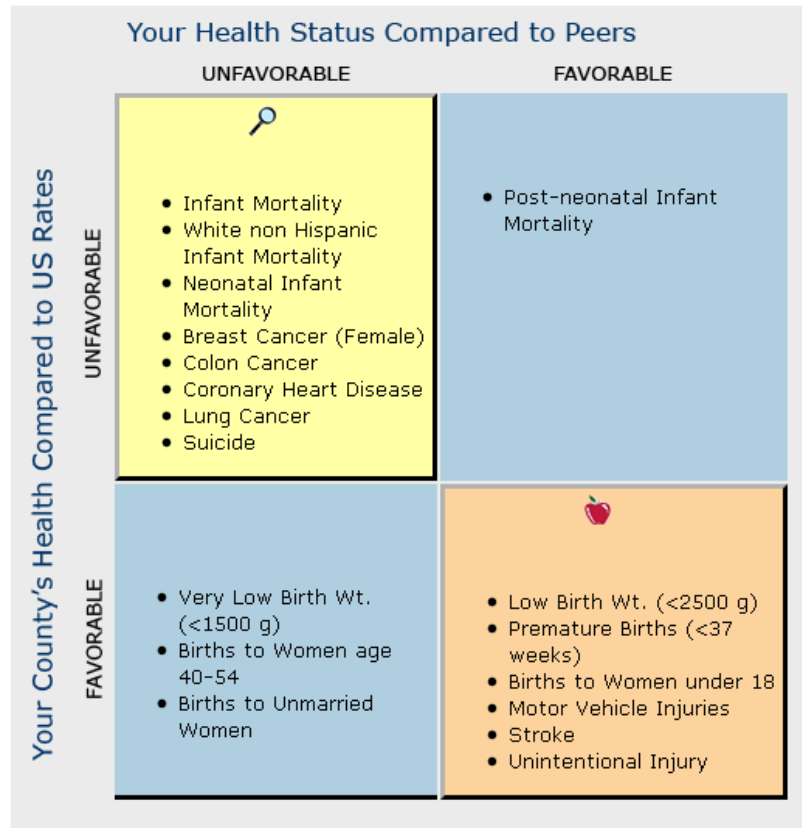 Your Health Status Compared to Peers
UNFAVORABLE
FAVORABLE
Your County's Health Compared to US Rates
UNFAVORABLE
• Infant Mortality
• White non Hispanic
Infant Mortality
• Neonatal Infant
Mortality
• Breast Cancer (Female)
• Colon Cancer
• Coronary Heart Disease
• Lung Cancer
• Suicide
• Post-neonatal Infant
Mortality
FAVORABLE
• Very Low Birth Wt.
(<1500 g)
• Births to Women age
40-54
• Births to Unmarried
Women
• Low Birth Wt. (<2500 g)
• Premature Births (<37
weeks)
• Births to Women under 18
• Motor Vehicle Injuries
• Stroke
• Unintentional Injury